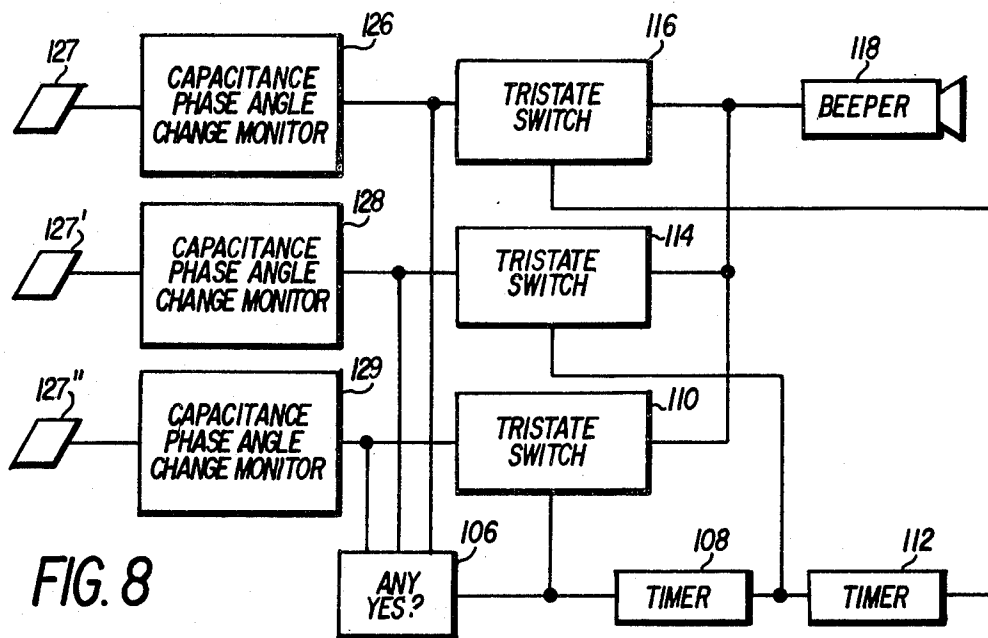 127
CAPACITANCE
PHASE ANGLE
CHANGE MONITOR
126
TRISTATE
SWITCH
116
BEEPER
118
127'
CAPACITANCE
PHASE ANGLE
CHANGE MONITOR
128
TRISTATE
SWITCH
114
127"
CAPACITANCE
PHASE ANGLE
CHANGE MONITOR
129
TRISTATE
SWITCH
110
ANY
YES?
106
TIMER
108
TIMER
112
FIG. 8